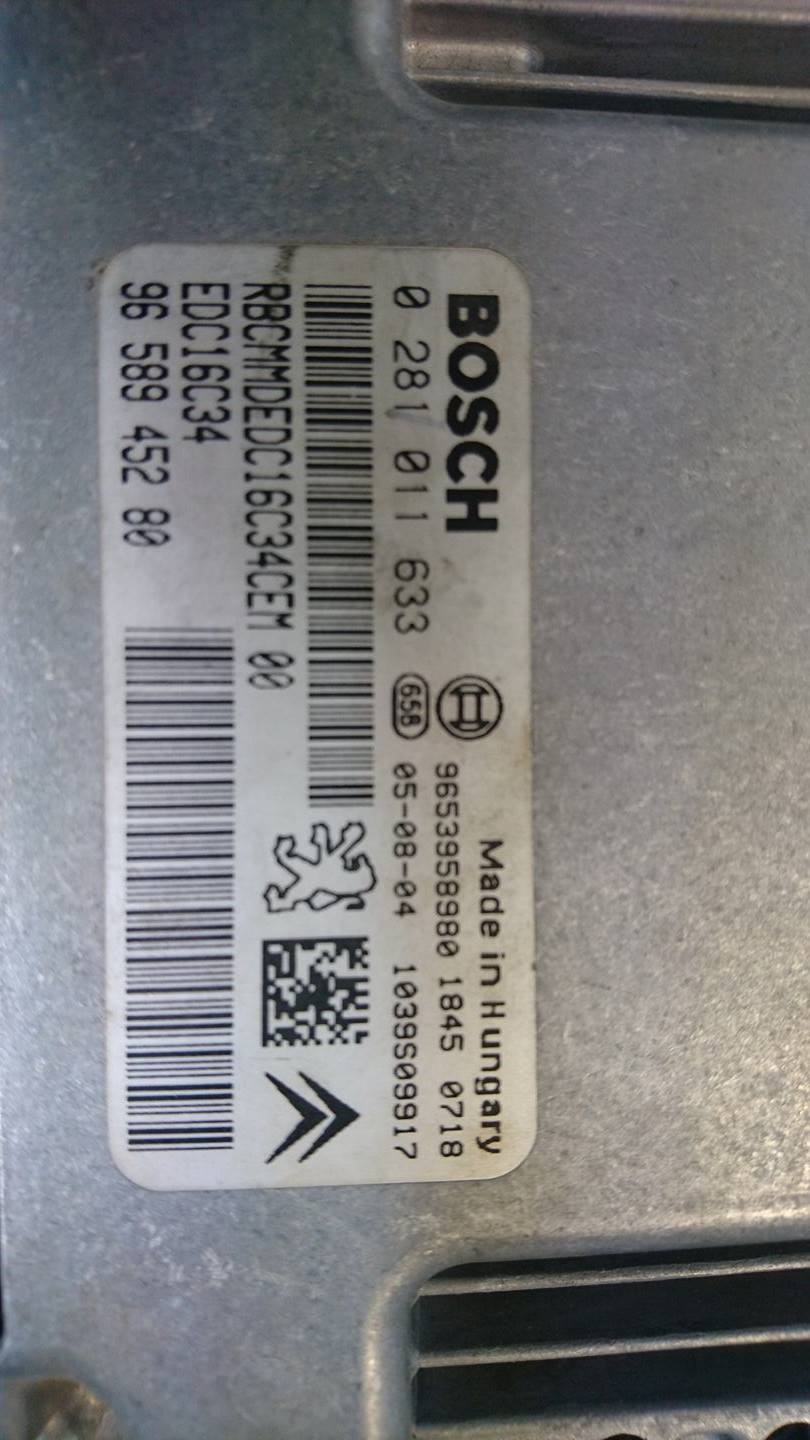 BOSCH
Made in Hungary
9653958980 1845 0718
0 281 011 633
658
05-08-04 1039S09917
RBCMMDEDC16C34CEM 00
EDC16C34
96 589 452 80